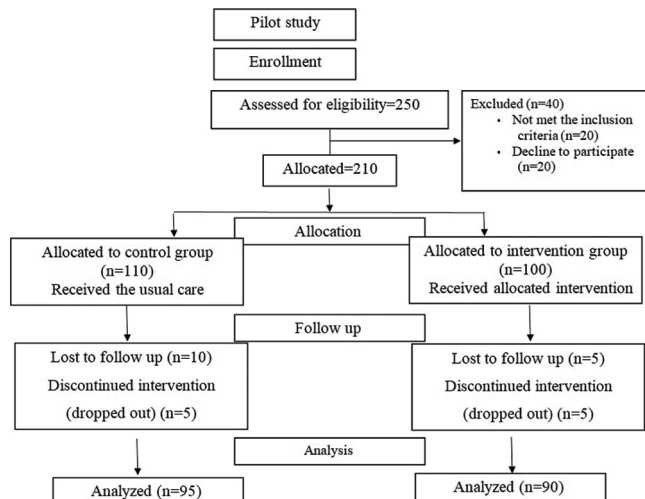 Pilot study
Enrollment
Assessed for eligibility=250
Excluded (n=40)
• Not met the inclusion
criteria (n=20)
• Decline to participate
(n=20)
Allocated=210
Allocation
Allocated to control group
(n=110)
Received the usual care
Allocated to intervention group
(n=100)
Received allocated intervention
Follow up
Lost to follow up (n=10)
Discontinued intervention
(dropped out) (n=5)
Lost to follow up (n=5)
Discontinued intervention
(dropped out) (n=5)
Analysis
Analyzed (n=95)
Analyzed (n=90)